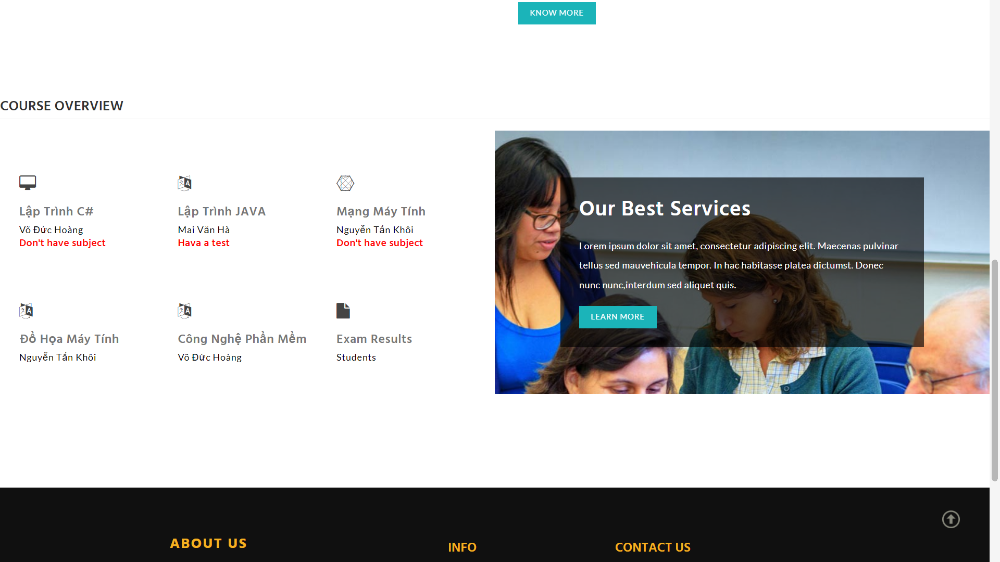 KNOW MORE
COURSE OVERVIEW
Lập Trình C#
Võ Đức Hoàng
Don't have subject
Lập Trình JAVA
Mai Văn Hà
Hava a test
Mạng Máy Tính
Nguyễn Tấn Khôi
Don't have subject
Đồ Họa Máy Tính
Nguyễn Tấn Khôi
Công Nghệ Phần Mềm
Võ Đức Hoàng
Exam Results
Students
Our Best Services
Lorem ipsum dolor sit amet, consectetur adipiscing elit. Maecenas pulvinar
tellus sed mauvehicula tempor. In hac habitasse platea dictumst. Donec
nunc nunc,interdum sed aliquet quis.
LEARN MORE
ABOUT US
INFO
CONTACT US